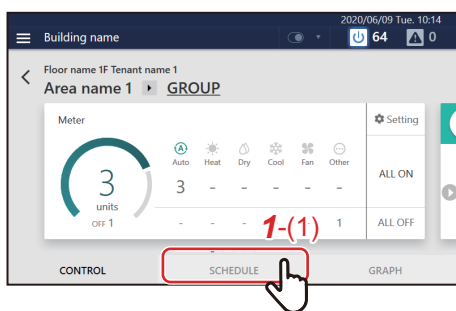 2020/06/09 Tue. 10:14
Building name
64
0
Floor name 1F Tenant name 1
Area name 1 GROUP
Meter
Setting
A
Auto Heat Dry Cool Fan Other
3
units
OFF 1
3 - - - - -
ALL ON
- - - - 1
ALL OFF
1-(1)
CONTROL SCHEDULE GRAPH